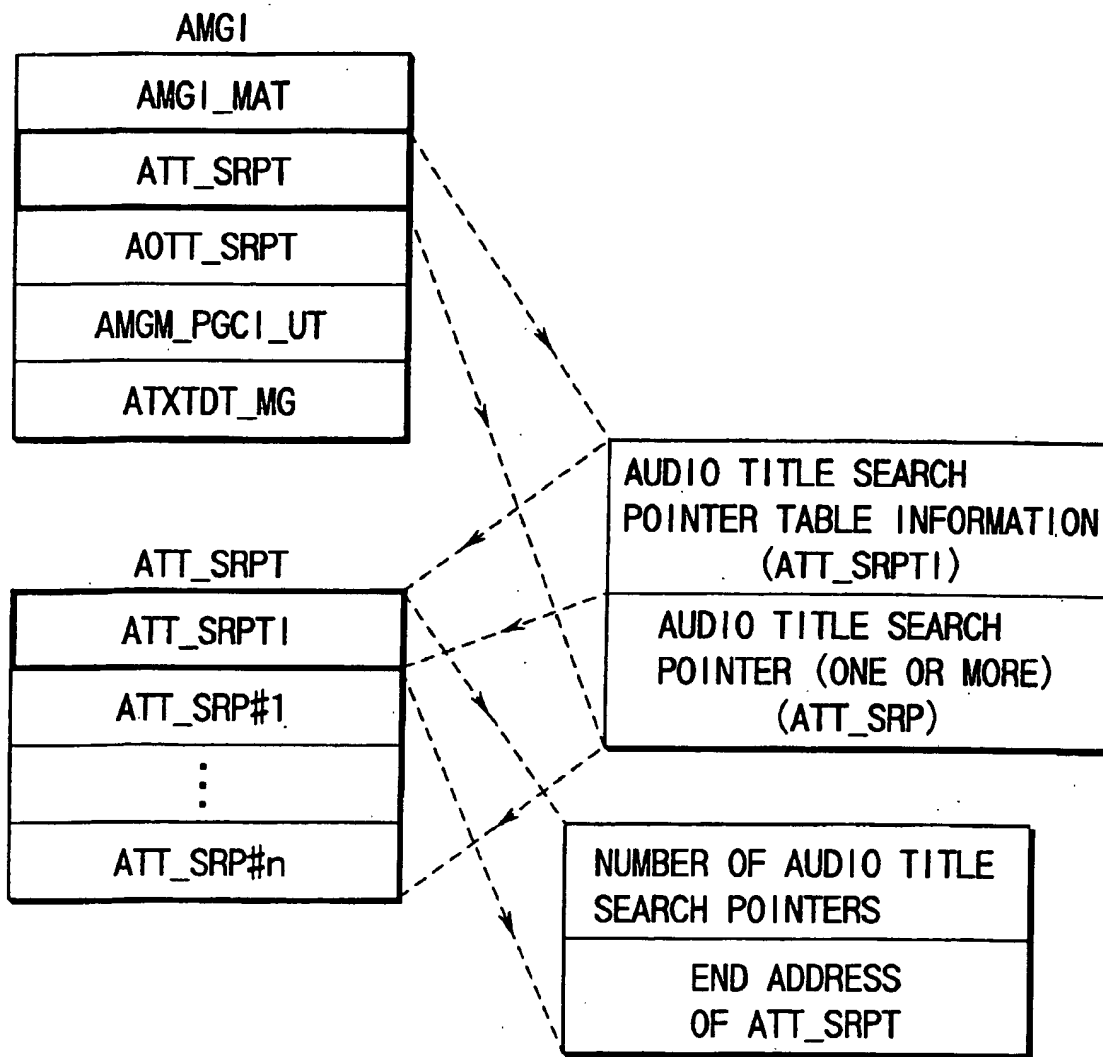 AMGI
AMGI_MAT
ATT_SRPT
AOTT_SRPT
AMGM_PGCI_UT
ATXTDT_MG
AUDIO TITLE SEARCH
POINTER TABLE INFORMATION
(ATT_SRPTI)
AUDIO TITLE SEARCH
POINTER (ONE OR MORE)
(ATT_SRP)
ATT_SRPT
ATT_SRPTI
ATT_SRP#1
⋮
ATT_SRP#n
NUMBER OF AUDIO TITLE
SEARCH POINTERS
END ADDRESS
OF ATT_SRPT